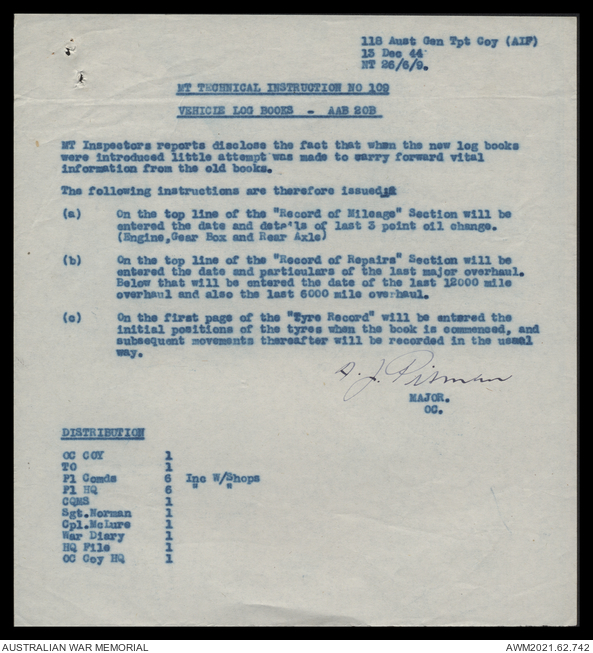 118 Aust Gen Tpt Coy (AIF)
13 Dec 44
NT 26/6/9.
MT TECHNICAL INSTRUCTION NO 109
VEHICLE LOG BOOKS - AAB 20B
MT Inspectors reports disclose the fact that when the new log books
were introduced little attempt was made to carry forward vital
information from the old books.
The following instructions are therefore issued:
(a) On the top line of the "Record of Mileage" Section will be
entered the date and details of last 3 point oil change.
(Engine,Gear Box and Rear Axle)
(b) On the top line of the "Record of Repairs" Section will be
entered the date and particulars of the last major overhaul.
Below that will be entered the date of the last 12000 mile
overhaul and also the last 6000 mile overhaul.
(c) On the first page of the "Tyre Record" will be entered the
initial positions of the tyres when the book is commenced, and
subsequent movements thereafter will be recorded in the usual
way.
A. J. Pitman
MAJOR.
OC.
DISTRIBUTION
OC COY 1
TO 1
Pl Comds 6 Inc W/Shops
Pl HQ 6 " "
CQMS 1
Sgt.Norman 1
Cpl.McLure 1
War Diary 1
HQ File 1
OC Coy HQ 1
AUSTRALIAN WAR MEMORIAL
AWM2021.62.742